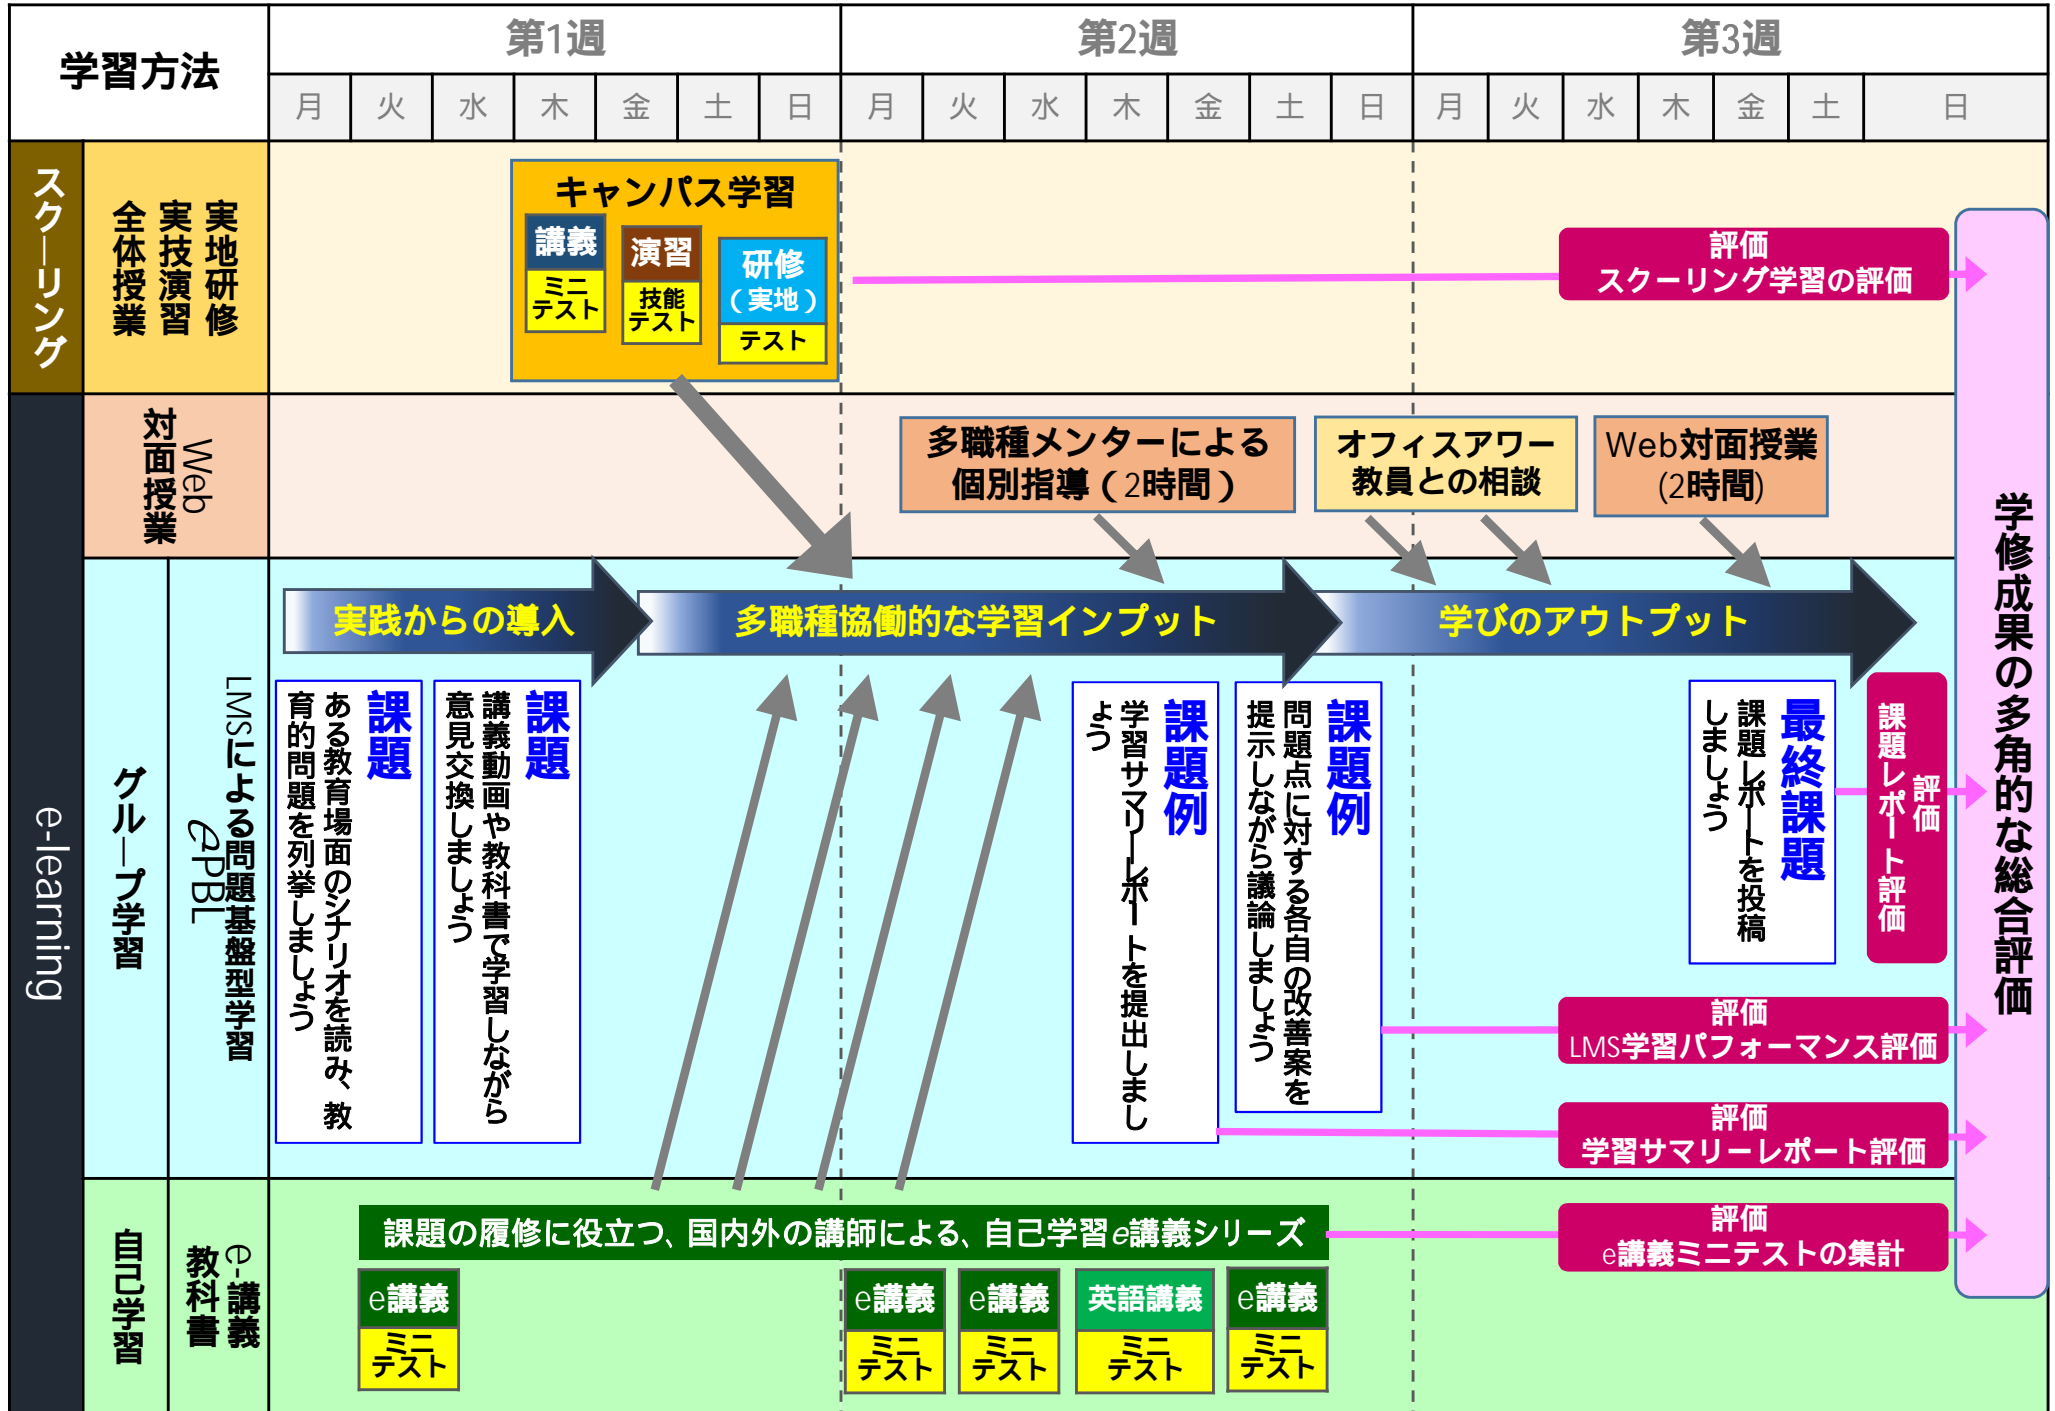 学習方法
第1週
第2週
第3週
月 火 水 木 金 土 日 月 火 水 木 金 土 日 月 火 水 木 金 土 日
スクーリング
実地研修
実技演習
全体授業
キャンパス学習
講義
ミニ
テスト
演習
技能
テスト
研修
(実地)
テスト
評価
スクーリング学習の評価
e-learning
Web
対面授業
多職種メンターによる
個別指導(2時間)
オフィスアワー
教員との相談
Web対面授業
(2時間)
グループ学習
LMSによる問題基盤型学習
ePBL
実践からの導入
多職種協働的な学習インプット
学びのアウトプット
課題
ある教育場面のシナリオを読み、教
育的問題を列挙しましょう
課題
講義動画や教科書で学習しながら
意見交換しましょう
課題例
学習サマリーレポートを提出しまし
ょう
課題例
問題点に対する各自の改善案を
提示しながら議論しましょう
最終課題
課題レポートを投稿
しましょう
評価
課題レポート評価
評価
LMS学習パフォーマンス評価
評価
学習サマリーレポート評価
自己学習
e-講義
教科書
課題の履修に役立つ、国内外の講師による、自己学習e講義シリーズ
評価
e講義ミニテストの集計
e講義
ミニ
テスト
e講義
ミニ
テスト
e講義
ミニ
テスト
英語講義
ミニ
テスト
e講義
ミニ
テスト
学修成果の多角的な総合評価